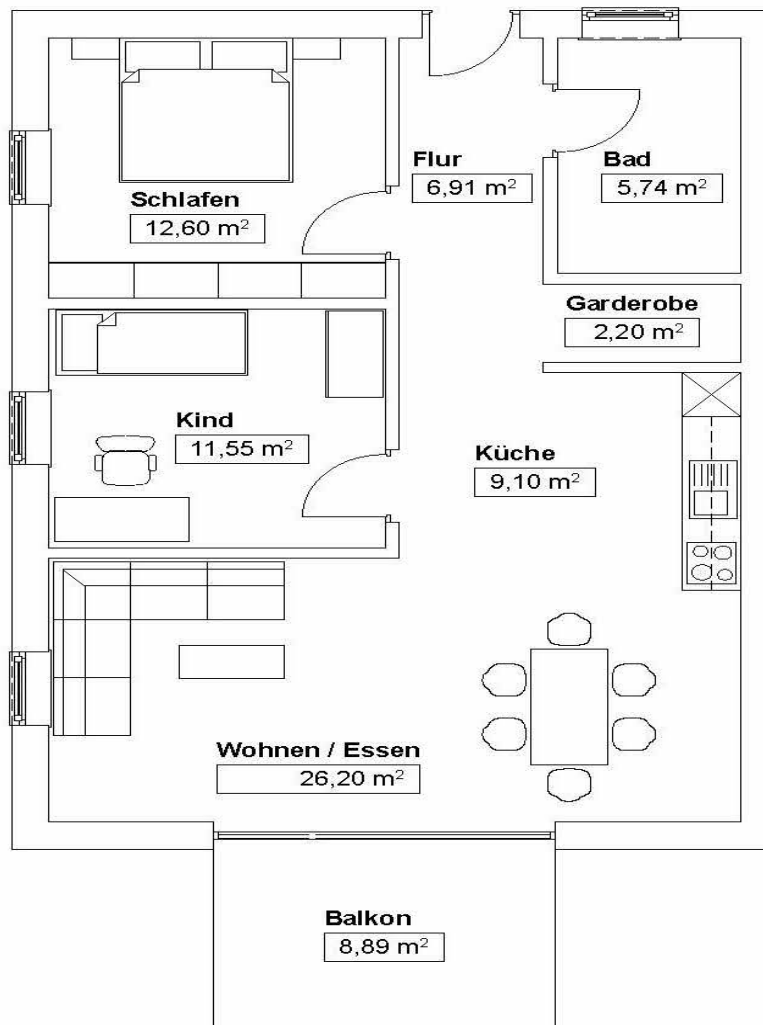 Schlafen
12,60 m²
Flur
6,91 m²
Bad
5,74 m²
Garderobe
2,20 m²
Kind
11,55 m²
Küche
9,10 m²
Wohnen / Essen
26,20 m²
Balkon
8,89 m²